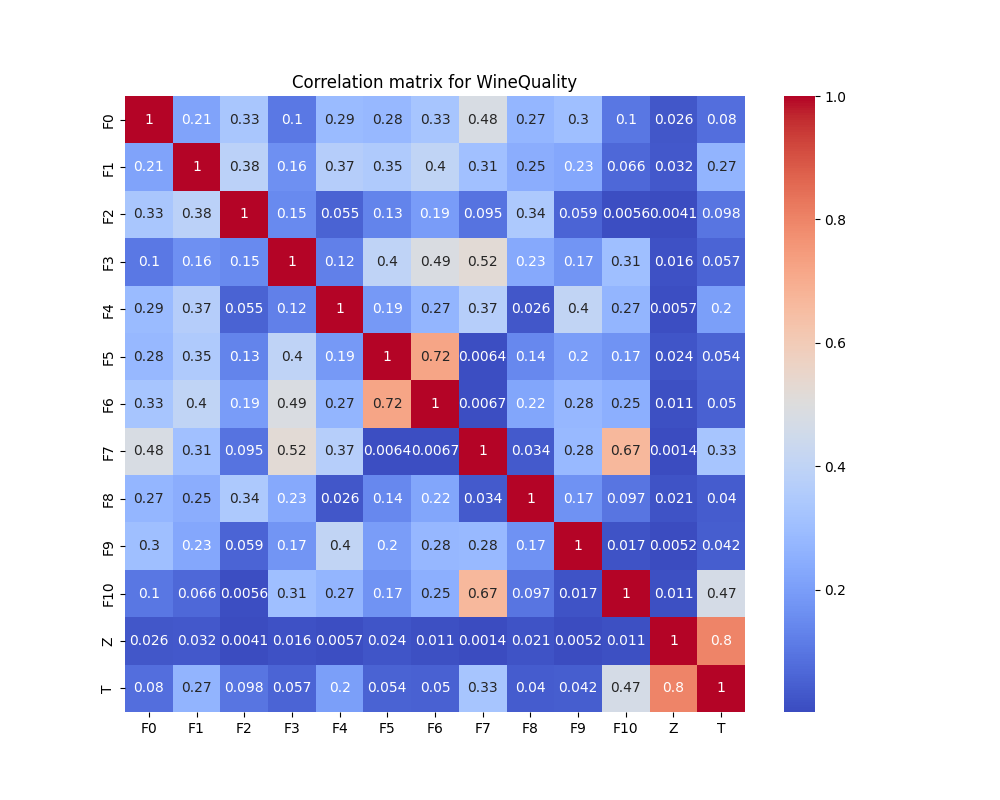 Correlation matrix for WineQuality
F0 1 0.21 0.33 0.1 0.29 0.28 0.33 0.48 0.27 0.3 0.1 0.026 0.08
F1 0.21 1 0.38 0.16 0.37 0.35 0.4 0.31 0.25 0.23 0.066 0.032 0.27
F2 0.33 0.38 1 0.15 0.055 0.13 0.19 0.095 0.34 0.059 0.0056 0.0041 0.098
F3 0.1 0.16 0.15 1 0.12 0.4 0.49 0.52 0.23 0.17 0.31 0.016 0.057
F4 0.29 0.37 0.055 0.12 1 0.19 0.27 0.37 0.026 0.4 0.27 0.0057 0.2
F5 0.28 0.35 0.13 0.4 0.19 1 0.72 0.0064 0.14 0.2 0.17 0.024 0.054
F6 0.33 0.4 0.19 0.49 0.27 0.72 1 0.0067 0.22 0.28 0.25 0.011 0.05
F7 0.48 0.31 0.095 0.52 0.37 0.0064 0.0067 1 0.034 0.28 0.67 0.0014 0.33
F8 0.27 0.25 0.34 0.23 0.026 0.14 0.22 0.034 1 0.17 0.097 0.021 0.04
F9 0.3 0.23 0.059 0.17 0.4 0.2 0.28 0.28 0.17 1 0.017 0.0052 0.042
F10 0.1 0.066 0.0056 0.31 0.27 0.17 0.25 0.67 0.097 0.017 1 0.011 0.47
Z 0.026 0.032 0.0041 0.016 0.0057 0.024 0.011 0.0014 0.021 0.0052 0.011 1 0.8
T 0.08 0.27 0.098 0.057 0.2 0.054 0.05 0.33 0.04 0.042 0.47 0.8 1
F0 F1 F2 F3 F4 F5 F6 F7 F8 F9 F10 Z T
1.0
0.8
0.6
0.4
0.2